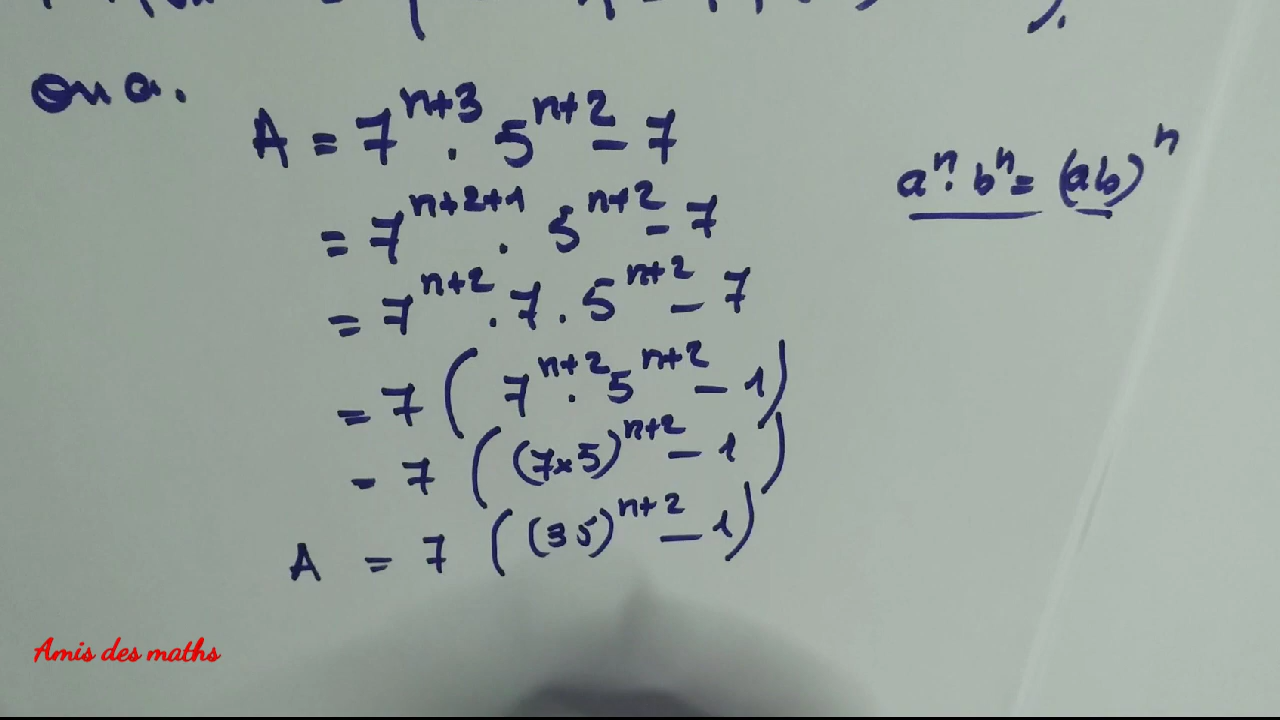 on a.
A = 7^{n+3} . 5^{n+2} - 7
a^n . b^n = (ab)^n
= 7^{n+2+1} . 5^{n+2} - 7
= 7^{n+2} . 7 . 5^{n+2} - 7
= 7 ( 7^{n+2} . 5^{n+2} - 1 )
- 7 ( (7×5)^{n+2} - 1 )
A = 7 ( (35)^{n+2} - 1 )
Amis des maths